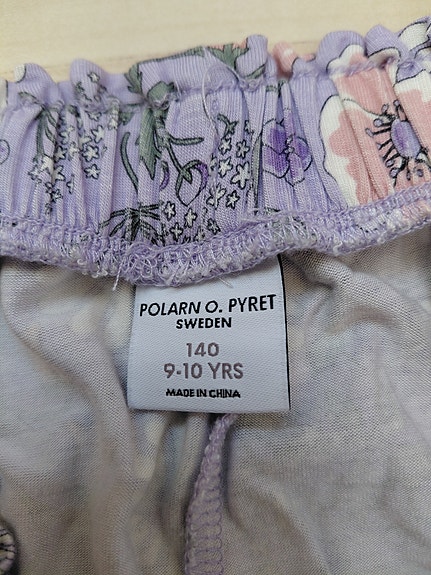 POLARN O. PYRET
SWEDEN
140
9-10 YRS
MADE IN CHINA